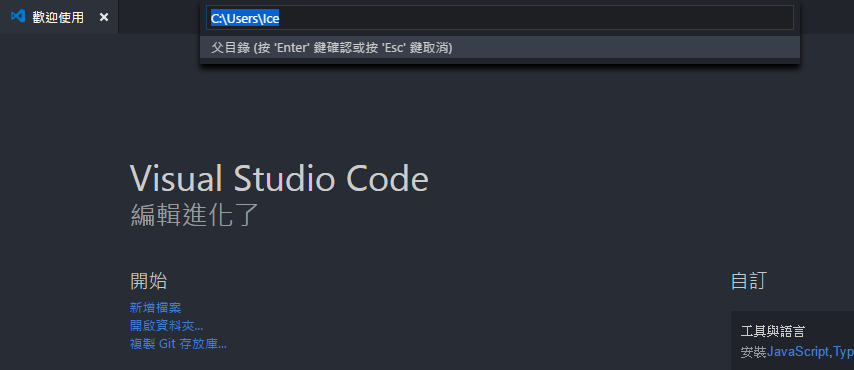 歡迎使用
C:\Users\Ice
父目錄 (按 'Enter' 鍵確認或按 'Esc' 鍵取消)
Visual Studio Code
編輯進化了
開始
新增檔案
開啟資料夾...
複製 Git 存放庫...
自訂
工具與語言
安裝JavaScript,Typ